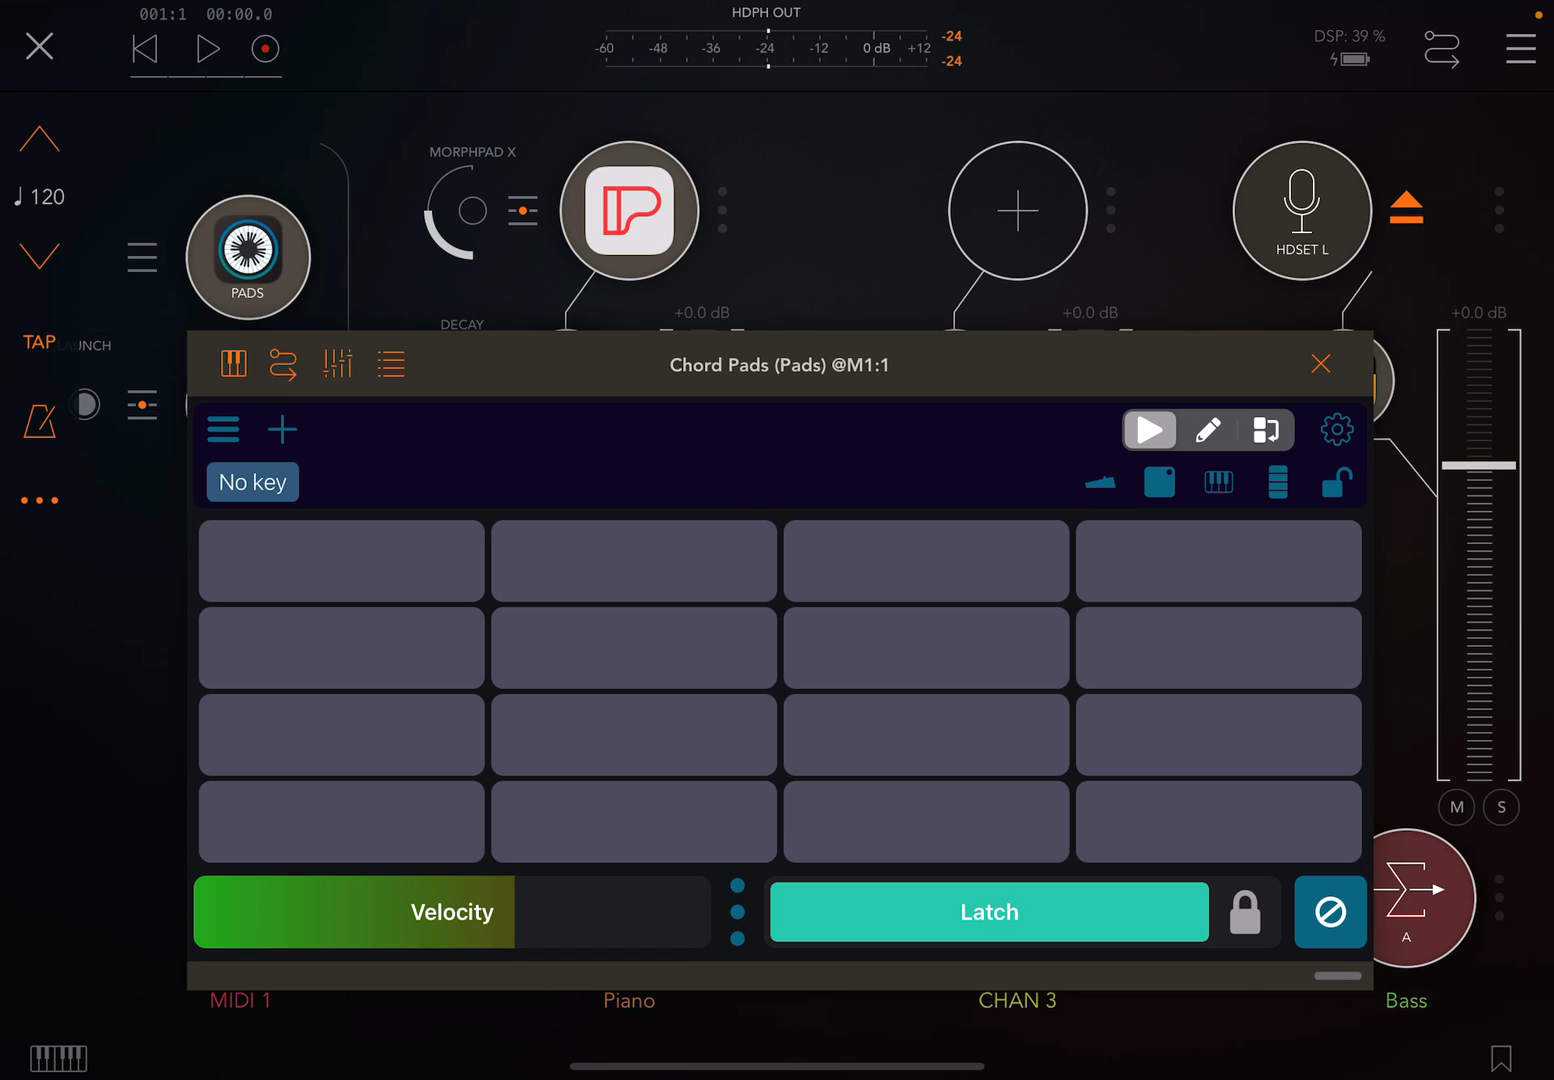 001:1 00:00.0
HDPH OUT
-60 -48 -36 -24 -12 0 dB +12
-24
-24
DSP: 39 %
MORPHPAD X
120
PADS
HDSET L
DECAY
+0.0 dB
+0.0 dB
+0.0 dB
TAP
Chord Pads (Pads) @M1:1
No key
Velocity
Latch
M S
A
MIDI 1
Piano
CHAN 3
Bass